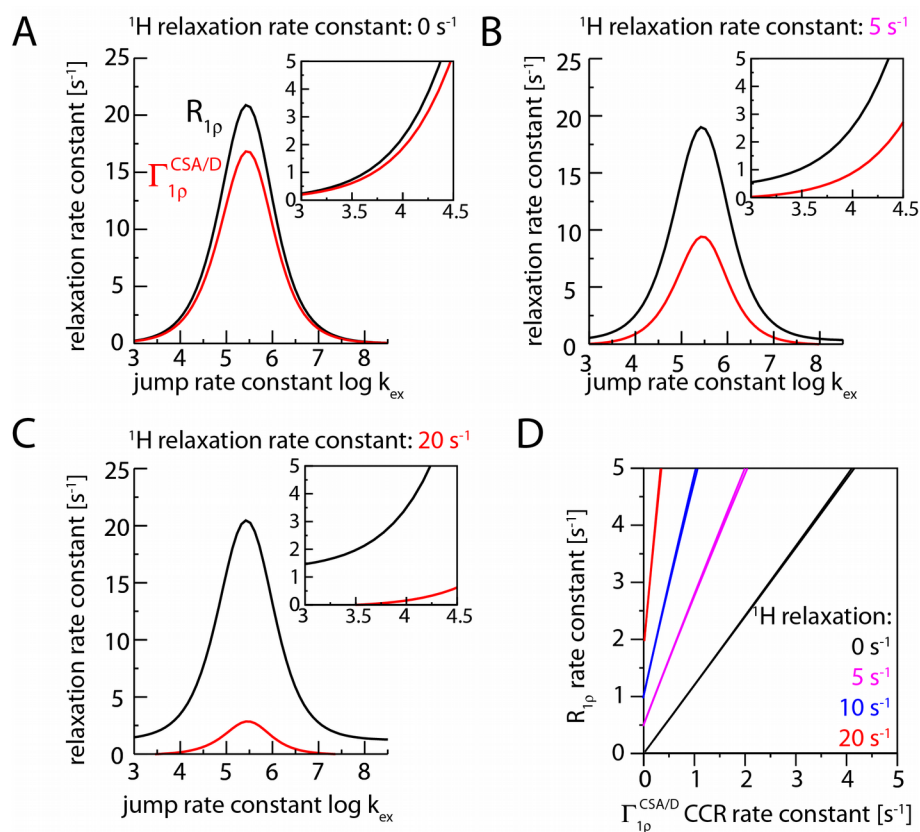 A
¹H relaxation rate constant: 0 s⁻¹
relaxation rate constant [s⁻¹]
25
20
15
10
5
0
R₁ρ
Γ₁ρ^CSA/D
5
4
3
2
1
0
3 3.5 4 4.5
3 4 5 6 7 8
jump rate constant log kₑₓ
B
¹H relaxation rate constant: 5 s⁻¹
relaxation rate constant [s⁻¹]
25
20
15
10
5
0
5
4
3
2
1
0
3 3.5 4 4.5
3 4 5 6 7 8
jump rate constant log kₑₓ
C
¹H relaxation rate constant: 20 s⁻¹
relaxation rate constant [s⁻¹]
25
20
15
10
5
0
5
4
3
2
1
0
3 3.5 4 4.5
3 4 5 6 7 8
jump rate constant log kₑₓ
D
R₁ρ rate constant [s⁻¹]
5
4
3
2
1
0
¹H relaxation:
0 s⁻¹
5 s⁻¹
10 s⁻¹
20 s⁻¹
0 1 2 3 4 5
Γ₁ρ^CSA/D CCR rate constant [s⁻¹]